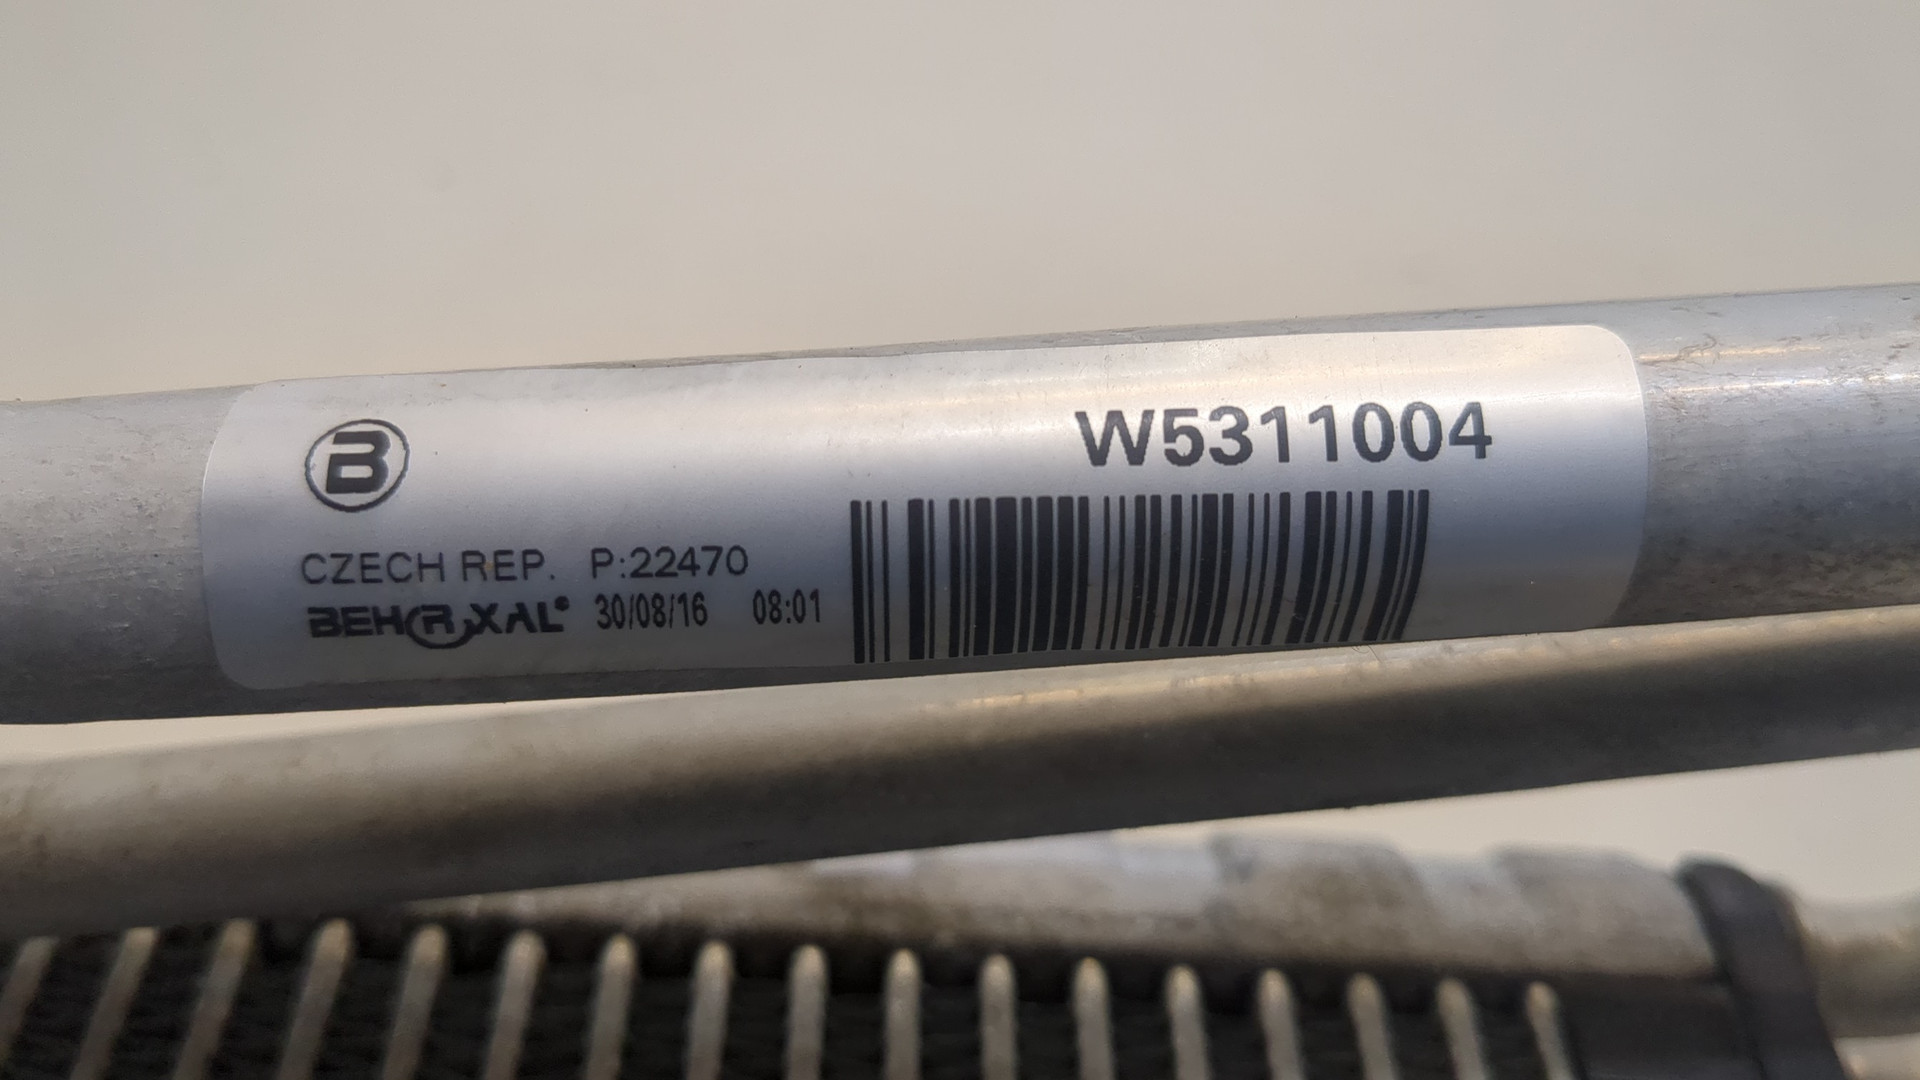 B
W5311004
CZECH REP. P:22470
BEHR XAL® 30/08/16 08:01